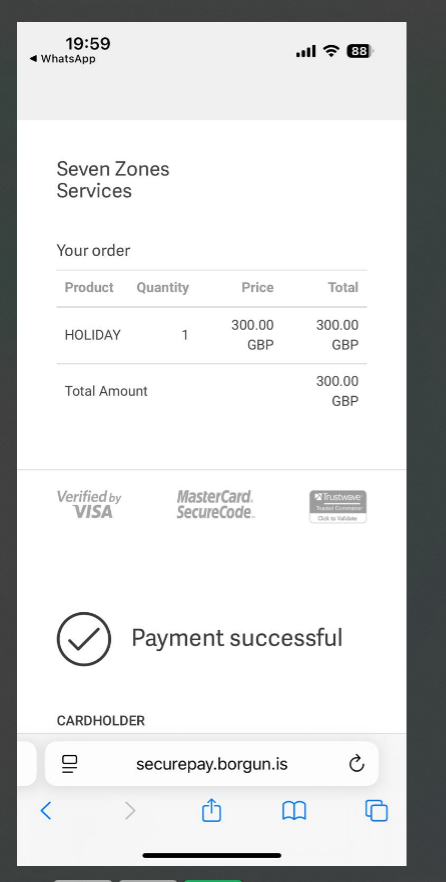 19:59
88
◀ WhatsApp
Seven Zones
Services
Your order
Product Quantity Price Total
HOLIDAY 1 300.00 GBP 300.00 GBP
Total Amount 300.00 GBP
Verified by VISA
MasterCard. SecureCode.
Trustwave Trusted Commerce Click to Validate
Payment successful
CARDHOLDER
securepay.borgun.is